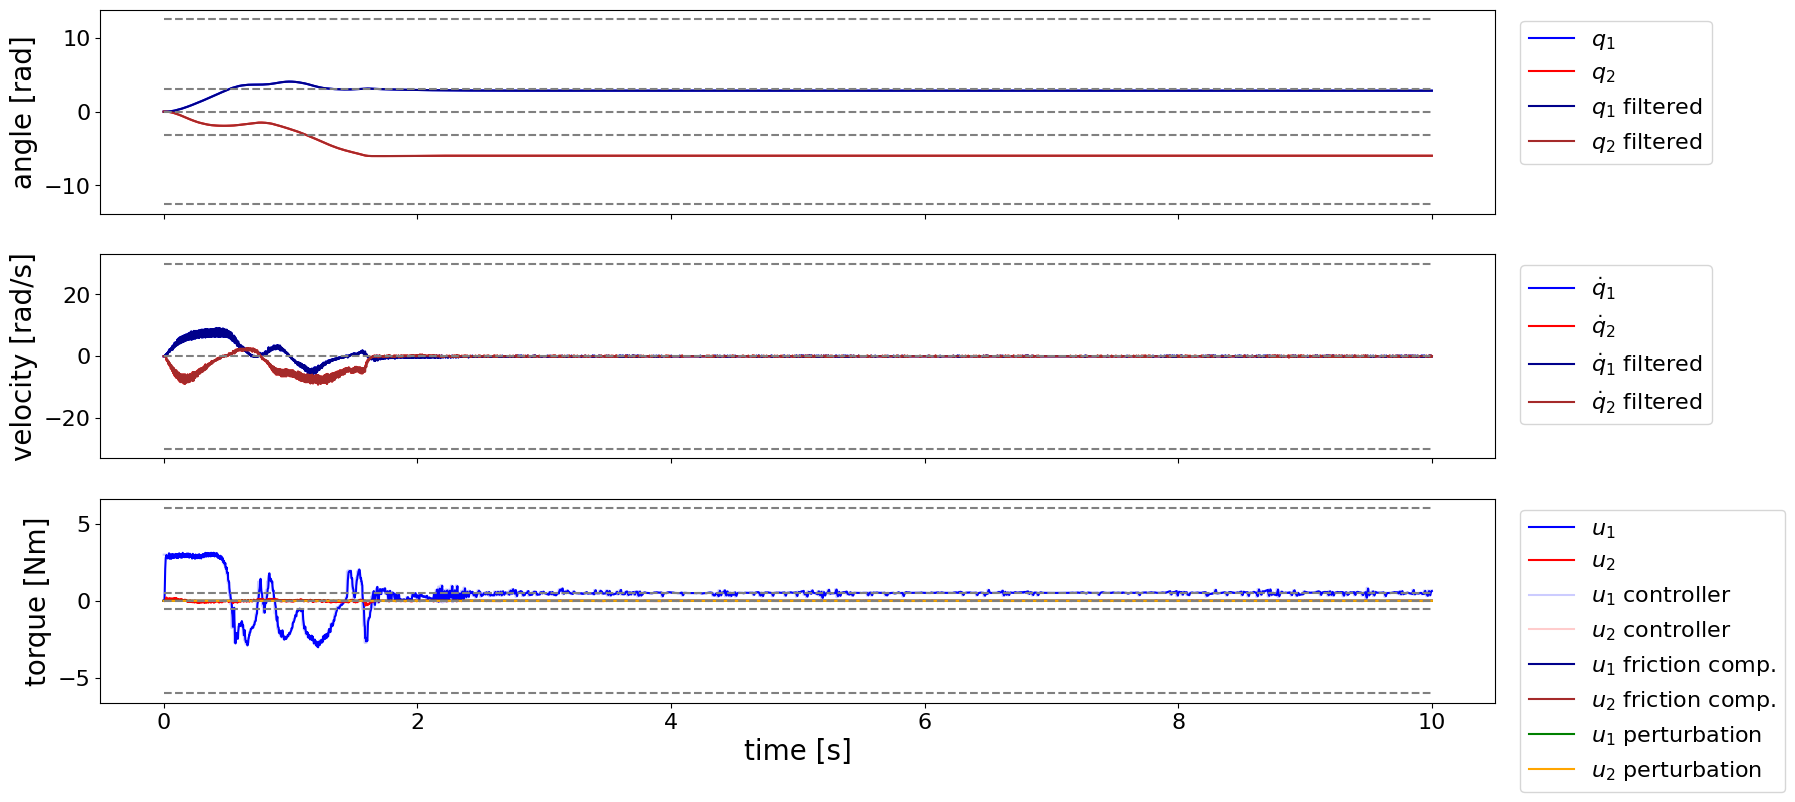 angle [rad]
10
0
−10
q₁
q₂
q₁ filtered
q₂ filtered
velocity [rad/s]
20
0
−20
q̇₁
q̇₂
q̇₁ filtered
q̇₂ filtered
torque [Nm]
5
0
−5
0 2 4 6 8 10
time [s]
u₁
u₂
u₁ controller
u₂ controller
u₁ friction comp.
u₂ friction comp.
u₁ perturbation
u₂ perturbation